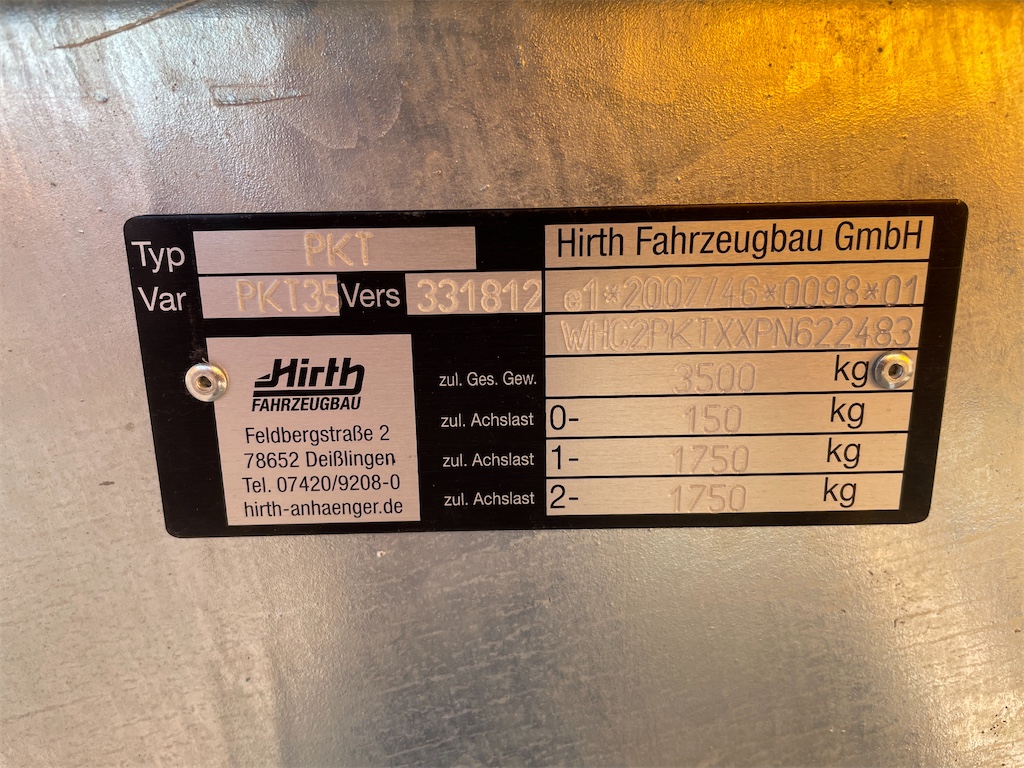 Typ PKT
Var PKT35 Vers 331812
Hirth Fahrzeugbau GmbH
e1*2007/46*0098*01
WHC2PKTXXPN622483
zul. Ges. Gew. 3500 kg
zul. Achslast 0- 150 kg
zul. Achslast 1- 1750 kg
zul. Achslast 2- 1750 kg
Hirth
FAHRZEUGBAU
Feldbergstraße 2
78652 Deißlingen
Tel. 07420/9208-0
hirth-anhaenger.de